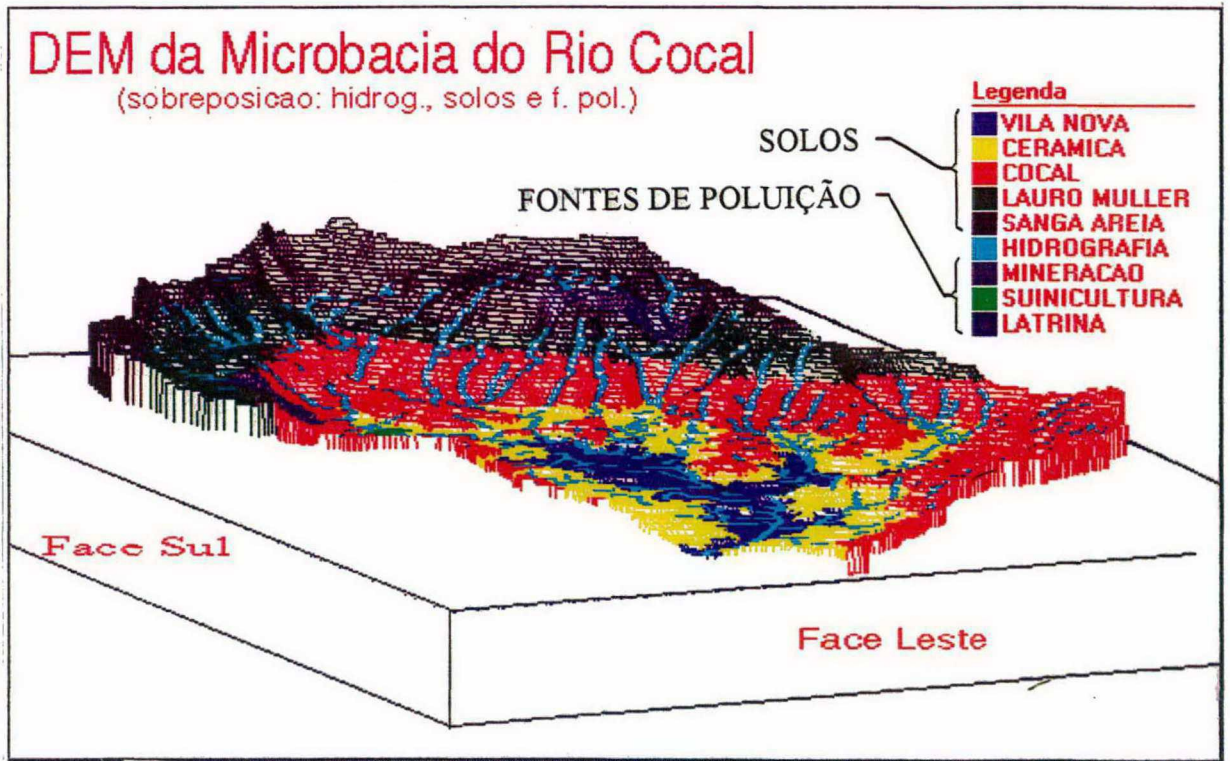 DEM da Microbacia do Rio Cocal
(sobreposicao: hidrog., solos e f. pol.)
Legenda
SOLOS
VILA NOVA
CERAMICA
COCAL
LAURO MULLER
SANGA AREIA
HIDROGRAFIA
FONTES DE POLUIÇÃO
MINERACAO
SUINICULTURA
LATRINA
Face Sul
Face Leste